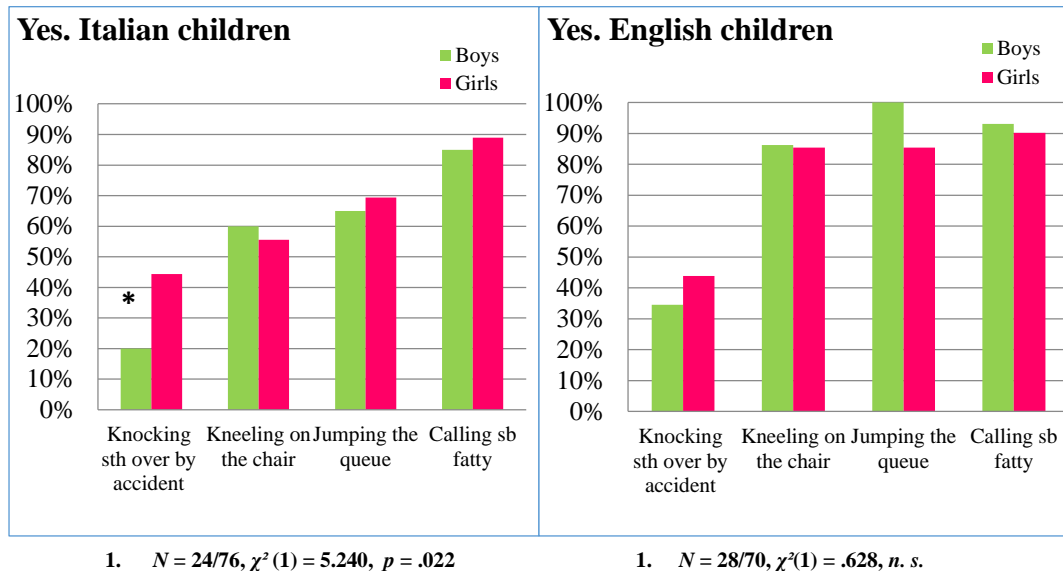 Yes. Italian children
Boys
Girls
100%
90%
80%
70%
60%
50%
40%
30%
20%
10%
0%
*
Knocking sth over by accident
Kneeling on the chair
Jumping the queue
Calling sb fatty
1. N = 24/76, χ² (1) = 5.240, p = .022
Yes. English children
Boys
Girls
100%
90%
80%
70%
60%
50%
40%
30%
20%
10%
0%
Knocking sth over by accident
Kneeling on the chair
Jumping the queue
Calling sb fatty
1. N = 28/70, χ²(1) = .628, n. s.